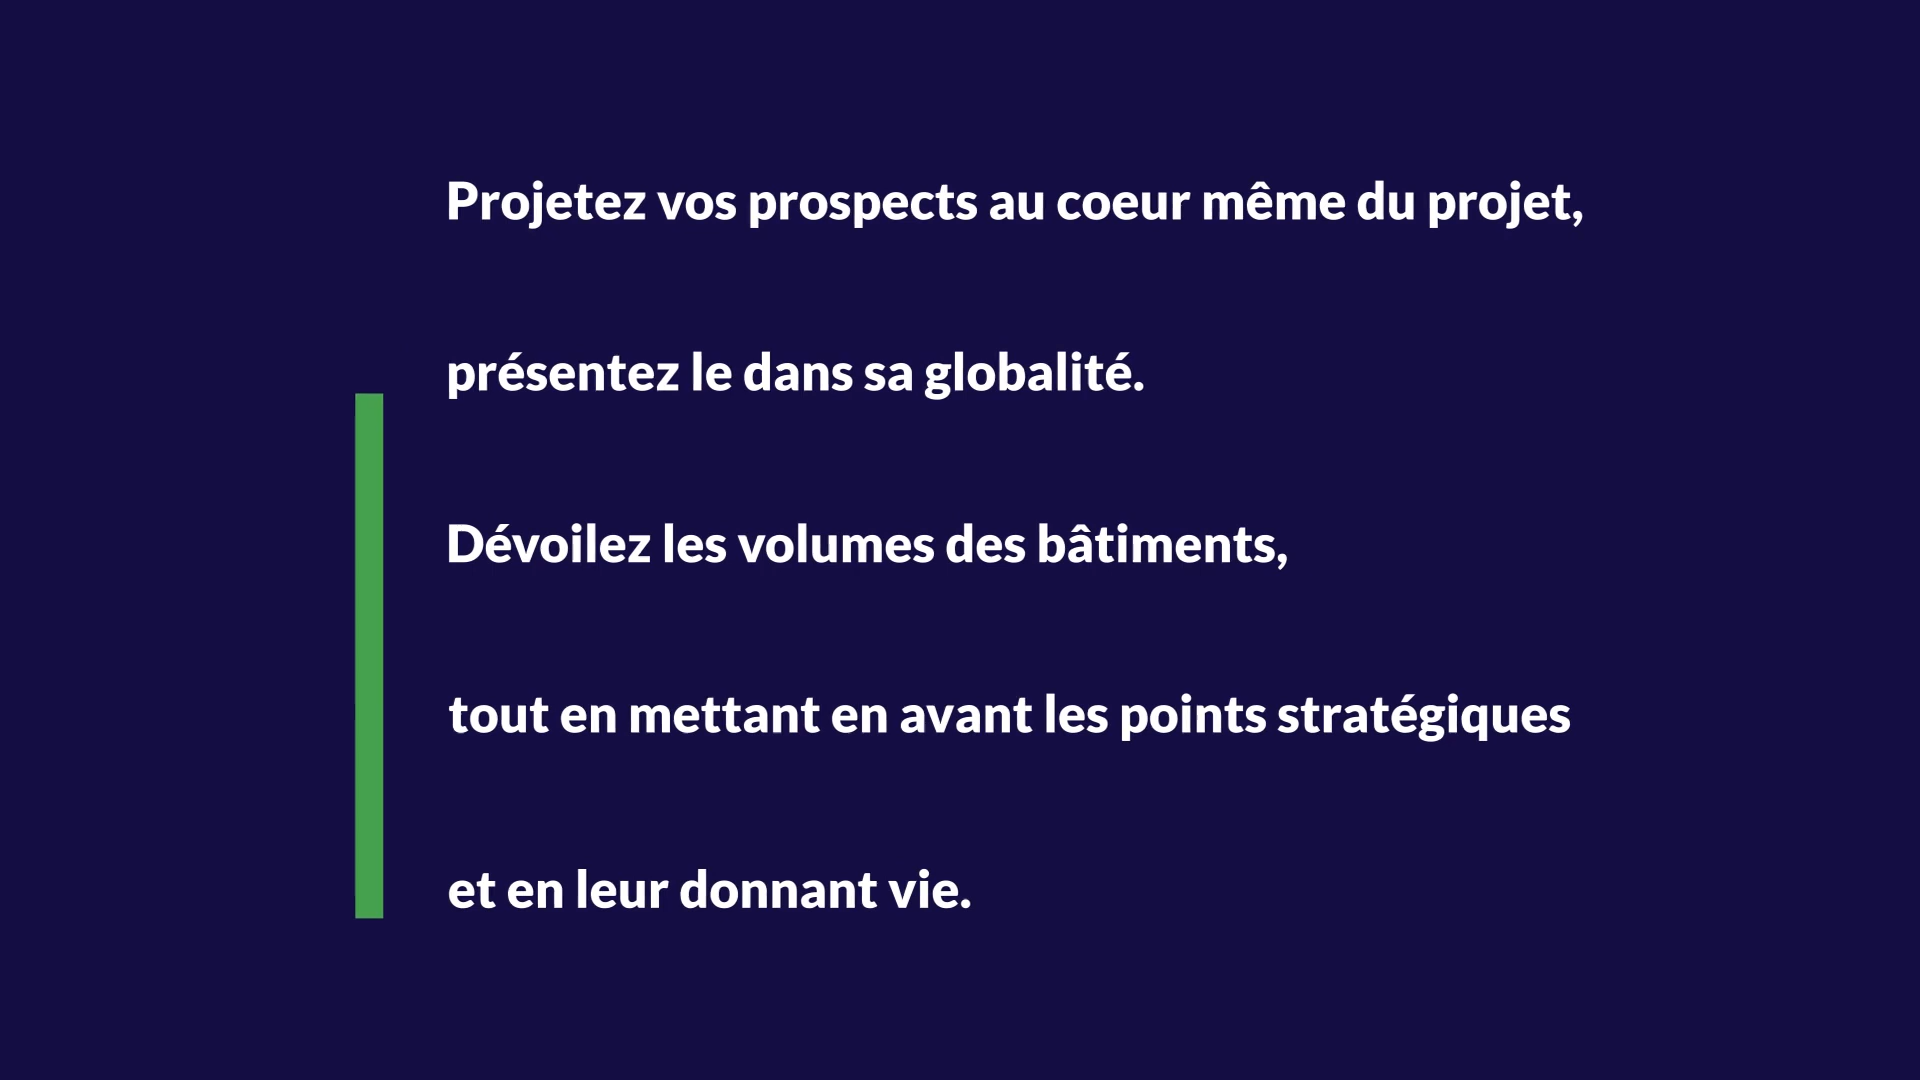 Projetez vos prospects au coeur même du projet,
présentez le dans sa globalité.
Dévoilez les volumes des bâtiments,
tout en mettant en avant les points stratégiques
et en leur donnant vie.